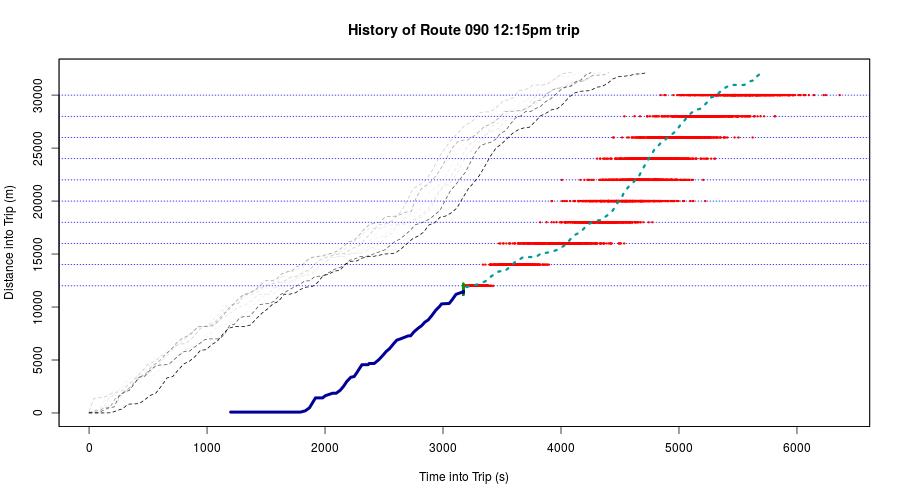 History of Route 090 12:15pm trip
Distance into Trip (m)
30000
25000
20000
15000
10000
5000
0
0 1000 2000 3000 4000 5000 6000
Time into Trip (s)